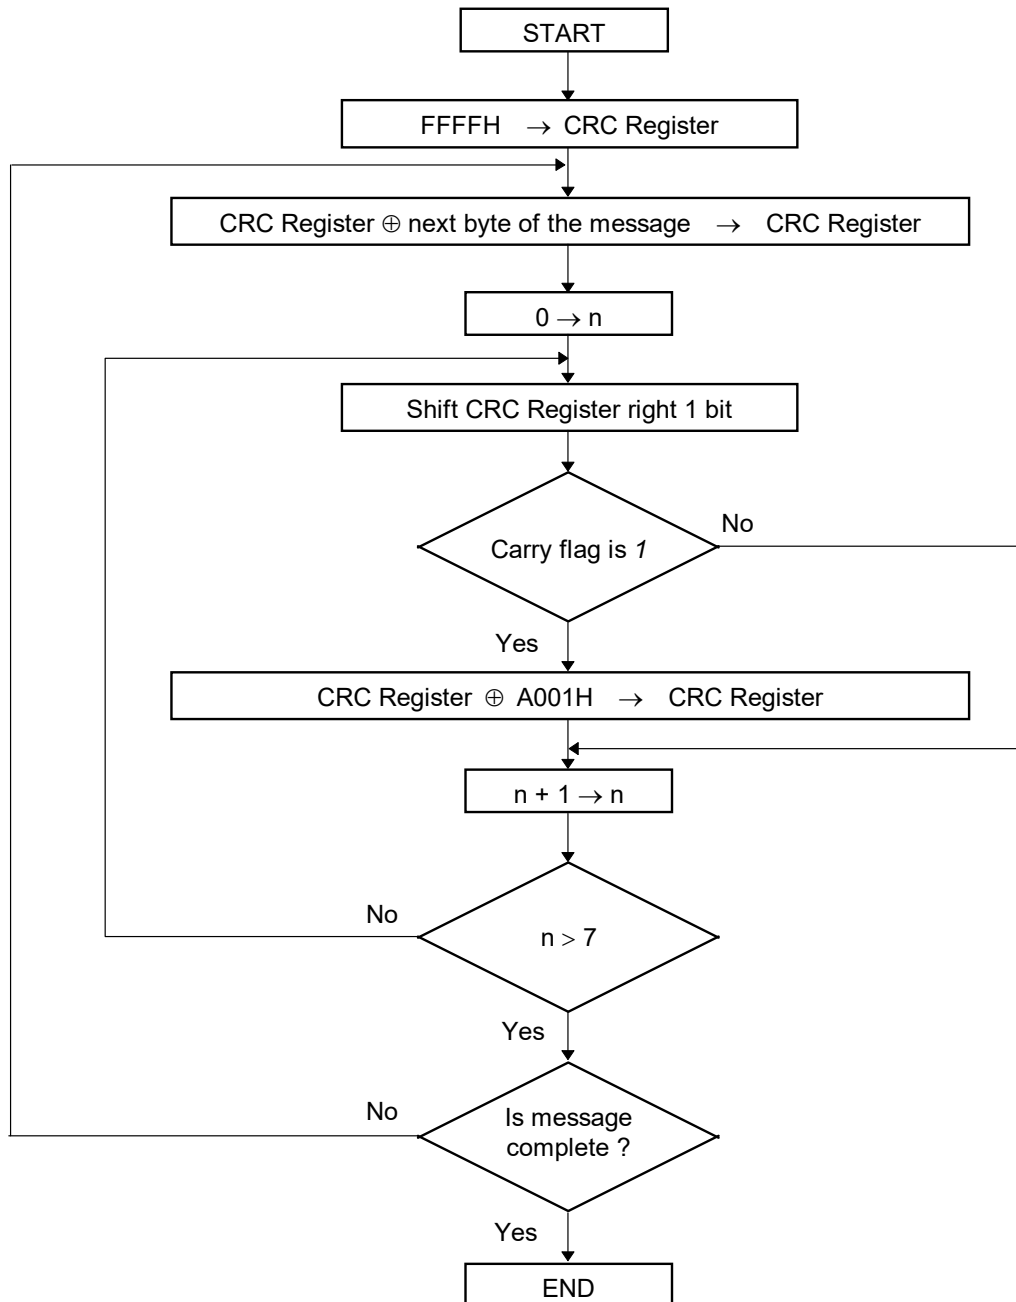 START
FFFFH → CRC Register
CRC Register ⊕ next byte of the message → CRC Register
0 → n
Shift CRC Register right 1 bit
No
Carry flag is 1
Yes
CRC Register ⊕ A001H → CRC Register
n + 1 → n
No
n > 7
Yes
No
Is message
complete ?
Yes
END